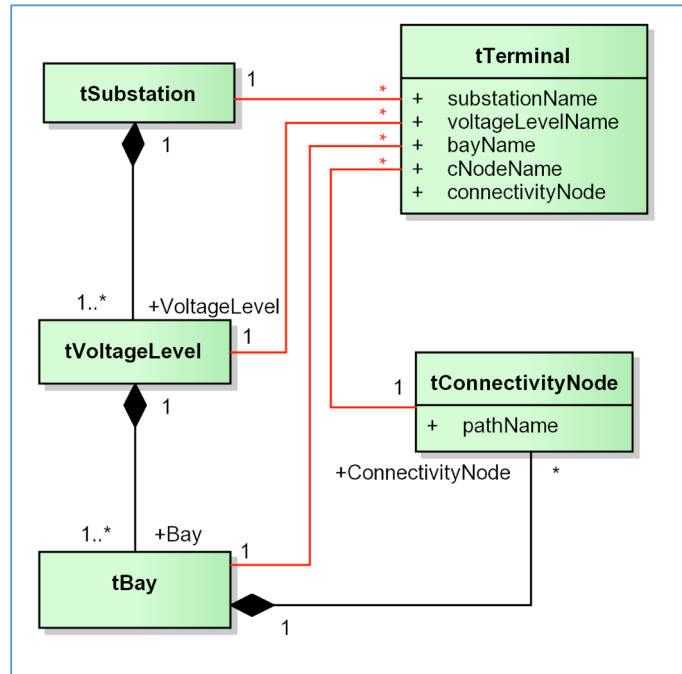 tTerminal
+ substationName
+ voltageLevelName
+ bayName
+ cNodeName
+ connectivityNode
tSubstation
1
*
*
*
*
1
1..*
+VoltageLevel
tVoltageLevel
1
1
1
tConnectivityNode
+ pathName
+ConnectivityNode
*
1..*
+Bay
1
tBay
1